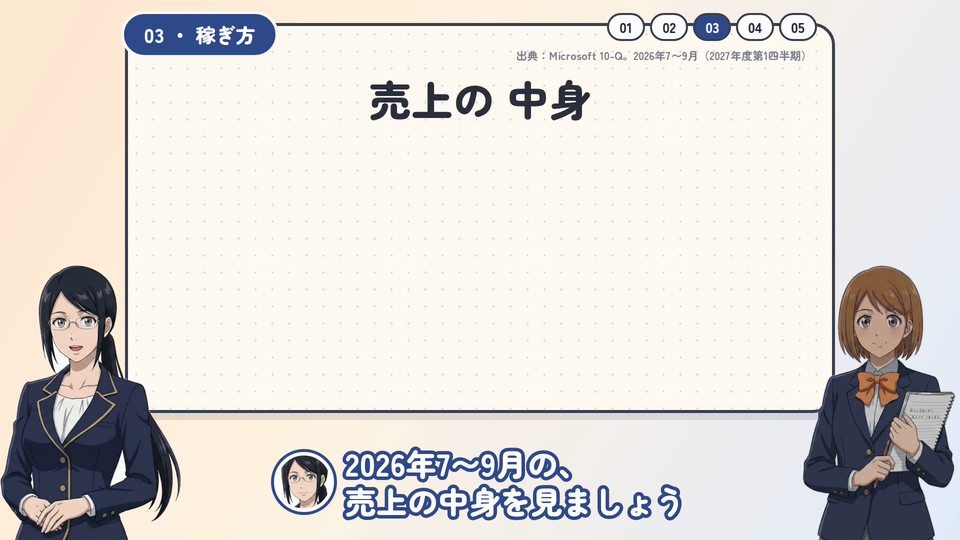 03 ・ 稼ぎ方
01 02 03 04 05
出典：Microsoft 10-Q。2026年7〜9月（2027年度第1四半期）
売上の 中身
2026年7〜9月の、
売上の中身を見ましょう